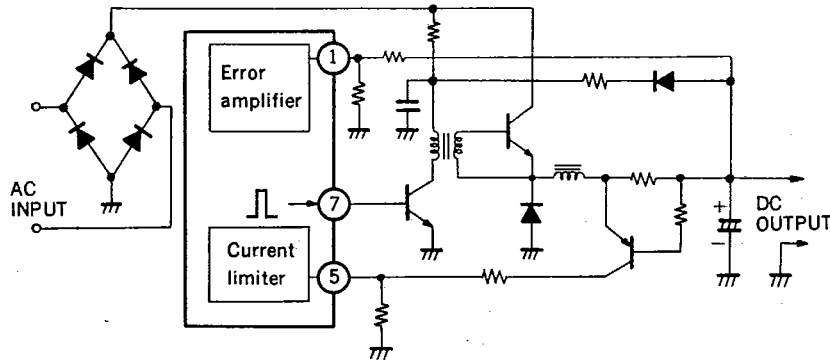 Error
amplifier
1
AC
INPUT
7
Current
limiter
5
+
−
DC
OUTPUT